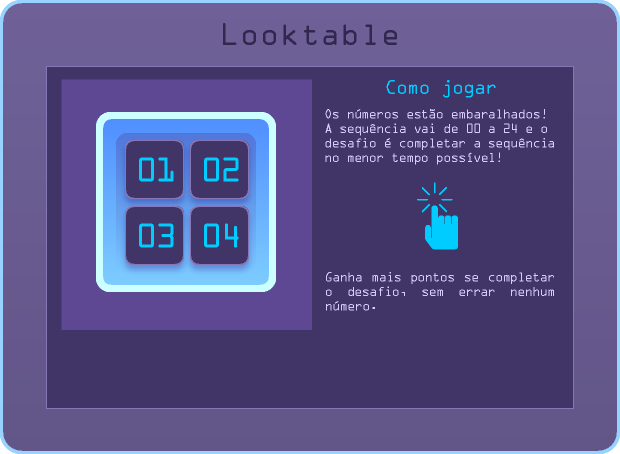 Looktable
01 02
03 04
Como jogar
Os números estão embaralhados!
A sequência vai de 00 a 24 e o
desafio é completar a sequência
no menor tempo possível!
Ganha mais pontos se completar
o desafio, sem errar nenhum
número.